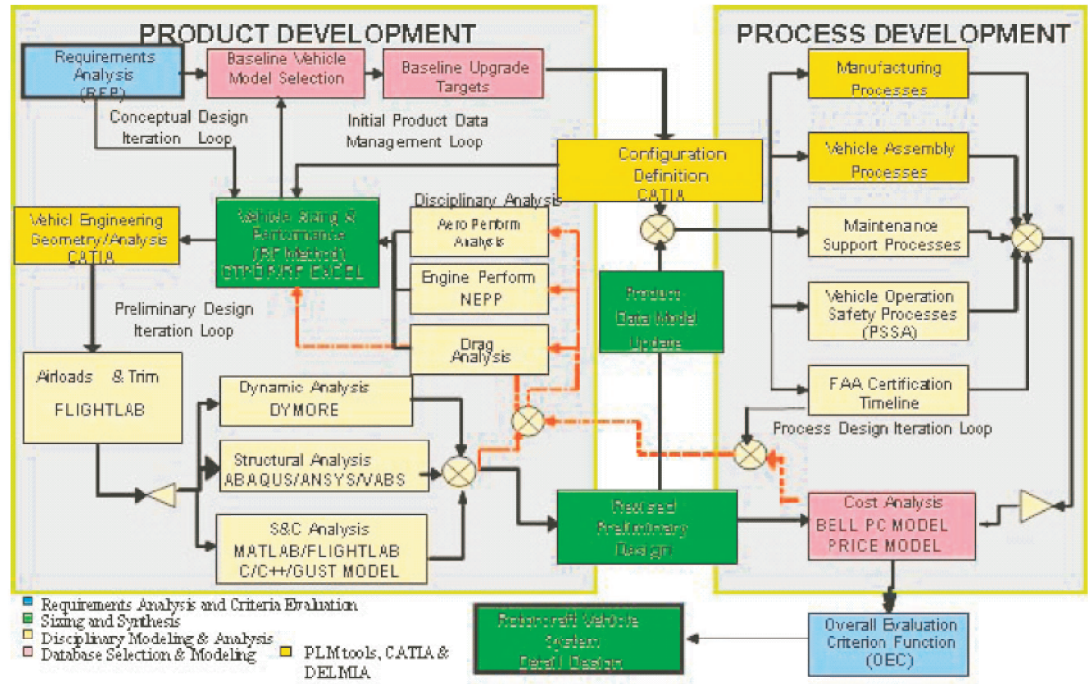 PRODUCT DEVELOPMENT
Requirements
Analysis
(RFP)
Baseline Vehicle
Model Selection
Baseline Upgrade
Targets
Conceptual Design
Iteration Loop
Initial Product Data
Management Loop
Configuration
Definition
CATIA
Vehicl Engineering
Geometry/Analysis
CATIA
Vehicle Sizing &
Performance
(RF Method)
Disciplinary Analysis
Aero Perform
Analysis
Engine Perform
NEPP
Drag
Analysis
Preliminary Design
Iteration Loop
Airloads & Trim
FLIGHTLAB
Dynamic Analysis
DYMORE
Structural Analysis
ABAQUS/ANSYS/VABS
S&C Analysis
MATLAB/FLIGHTLAB
C/C++/GUST MODEL
Product
Data Model
Update
Revised
Preliminary
Design
PROCESS DEVELOPMENT
Manufacturing
Processes
Vehicle Assembly
Processes
Maintenance
Support Processes
Vehicle Operation
Safety Processes
(PSSA)
FAA Certification
Timeline
Process Design Iteration Loop
Cost Analysis
BELL PC MODEL
PRICE MODEL
Overall Evaluation
Criterion Function
(OEC)
Rotorcraft Vehicle
System
Detail Design
Requirements Analysis and Criteria Evaluation
Sizing and Synthesis
Disciplinary Modeling & Analysis
Database Selection & Modeling
PLM tools, CATIA &
DELMIA